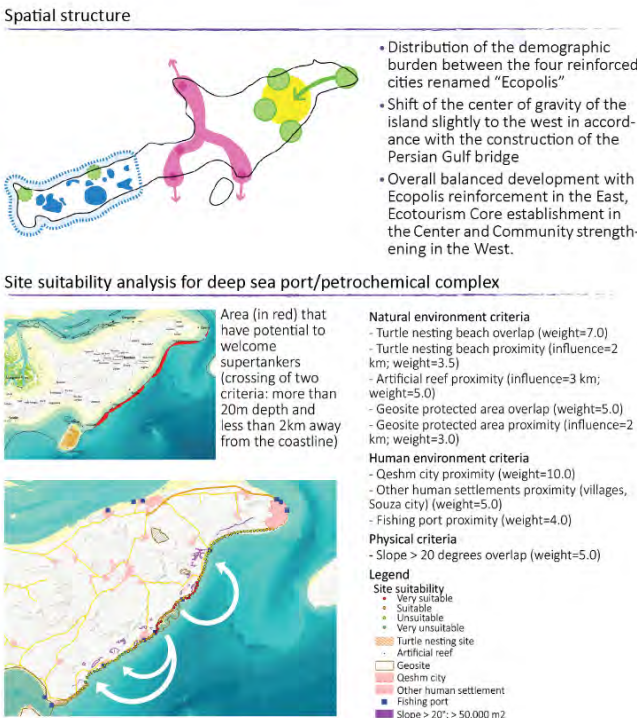 Spatial structure
• Distribution of the demographic
burden between the four reinforced
cities renamed “Ecopolis”
• Shift of the center of gravity of the
island slightly to the west in accord-
ance with the construction of the
Persian Gulf bridge
• Overall balanced development with
Ecopolis reinforcement in the East,
Ecotourism Core establishment in
the Center and Community strength-
ening in the West.
Site suitability analysis for deep sea port/petrochemical complex
Area (in red) that
have potential to
welcome
supertankers
(crossing of two
criteria: more than
20m depth and
less than 2km away
from the coastline)
Natural environment criteria
- Turtle nesting beach overlap (weight=7.0)
- Turtle nesting beach proximity (influence=2
km; weight=3.5)
- Artificial reef proximity (influence=3 km;
weight=5.0)
- Geosite protected area overlap (weight=5.0)
- Geosite protected area proximity (influence=2
km; weight=3.0)
Human environment criteria
- Qeshm city proximity (weight=10.0)
- Other human settlements proximity (villages,
Souza city) (weight=5.0)
- Fishing port proximity (weight=4.0)
Physical criteria
- Slope > 20 degrees overlap (weight=5.0)
Legend
Site suitability
Very suitable
Suitable
Unsuitable
Very unsuitable
Turtle nesting site
Artificial reef
Geosite
Qeshm city
Other human settlement
Fishing port
Slope > 20°; > 50.000 m2